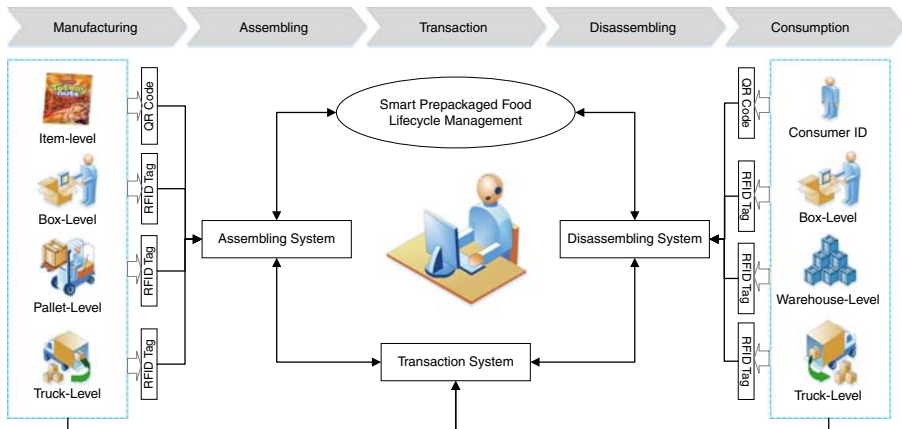 Manufacturing
Assembling
Transaction
Disassembling
Consumption
Item-level
QR Code
Box-Level
RFID Tag
Pallet-Level
RFID Tag
Truck-Level
RFID Tag
Smart Prepackaged Food
Lifecycle Management
Assembling System
Disassembling System
Transaction System
QR Code
Consumer ID
RFID Tag
Box-Level
RFID Tag
Warehouse-Level
RFID Tag
Truck-Level